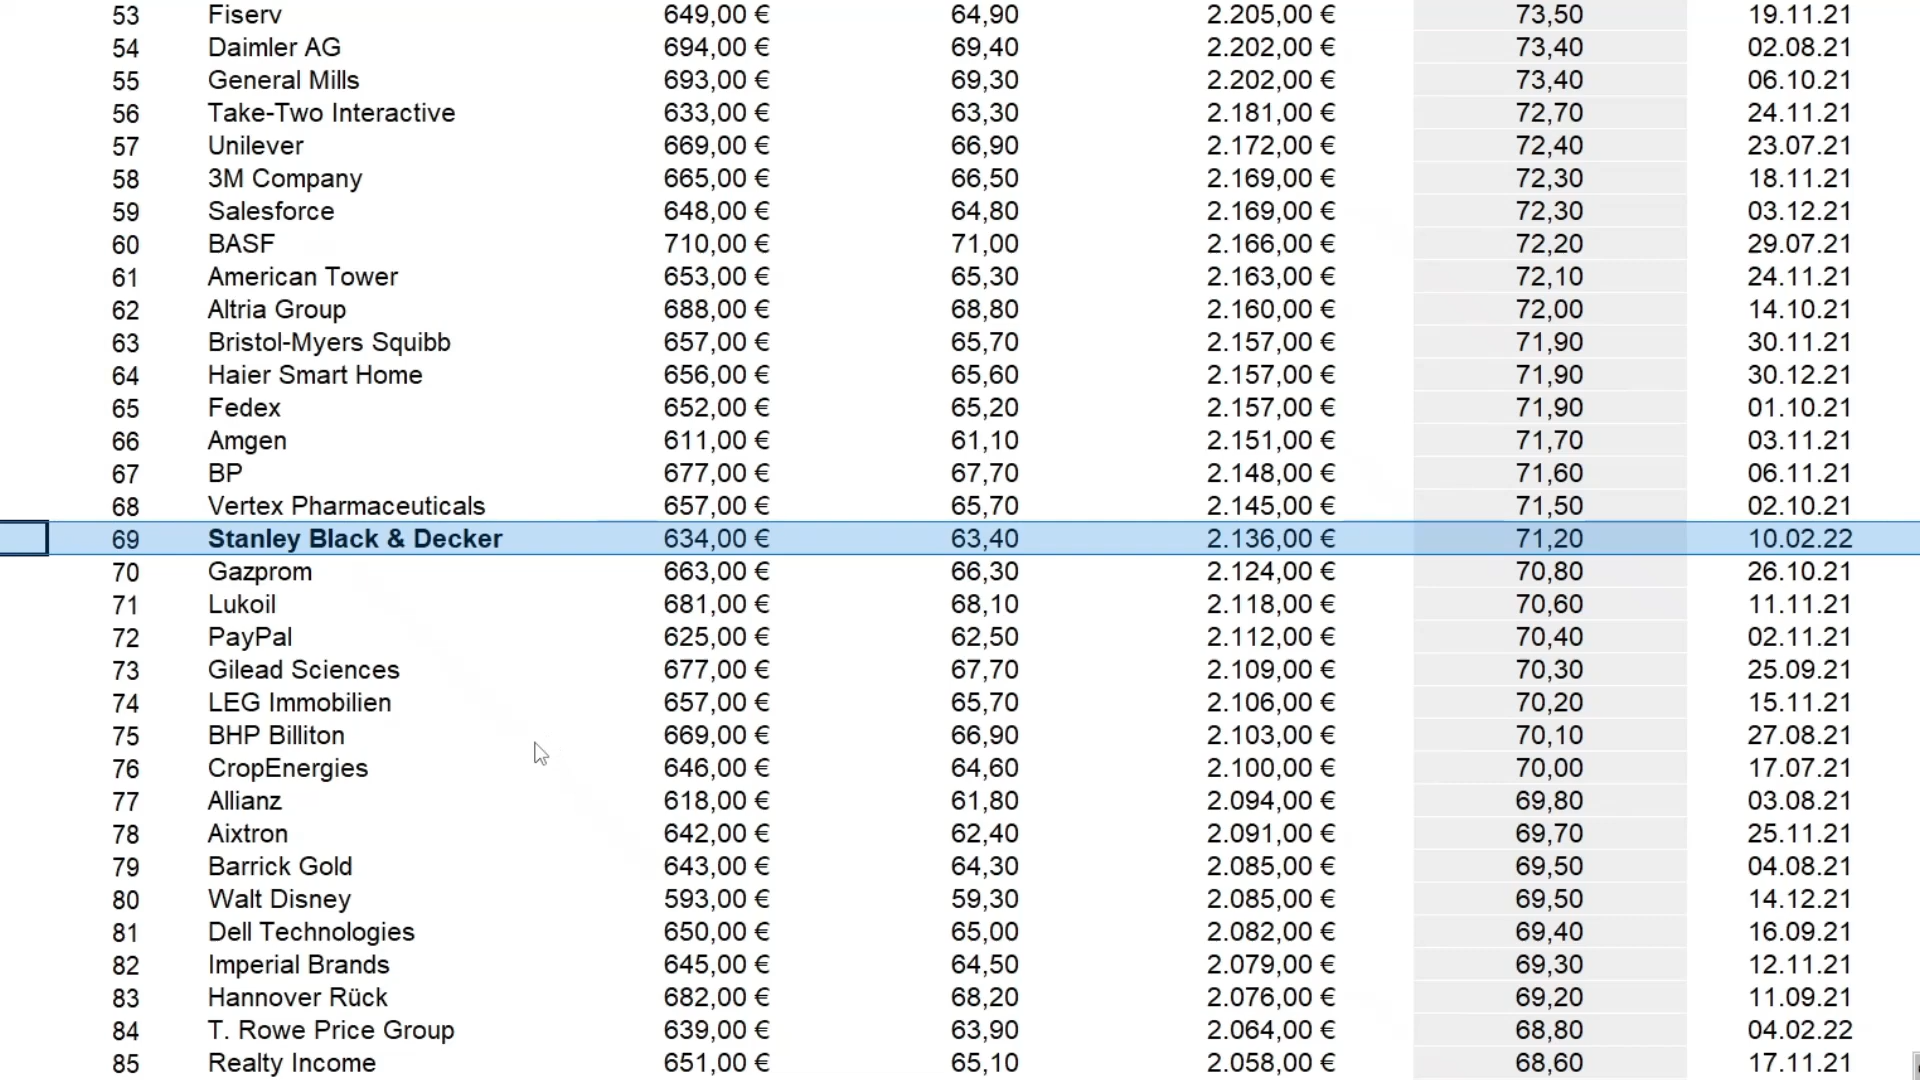 53 Fiserv 649,00 € 64,90 2.205,00 € 73,50 19.11.21
54 Daimler AG 694,00 € 69,40 2.202,00 € 73,40 02.08.21
55 General Mills 693,00 € 69,30 2.202,00 € 73,40 06.10.21
56 Take-Two Interactive 633,00 € 63,30 2.181,00 € 72,70 24.11.21
57 Unilever 669,00 € 66,90 2.172,00 € 72,40 23.07.21
58 3M Company 665,00 € 66,50 2.169,00 € 72,30 18.11.21
59 Salesforce 648,00 € 64,80 2.169,00 € 72,30 03.12.21
60 BASF 710,00 € 71,00 2.166,00 € 72,20 29.07.21
61 American Tower 653,00 € 65,30 2.163,00 € 72,10 24.11.21
62 Altria Group 688,00 € 68,80 2.160,00 € 72,00 14.10.21
63 Bristol-Myers Squibb 657,00 € 65,70 2.157,00 € 71,90 30.11.21
64 Haier Smart Home 656,00 € 65,60 2.157,00 € 71,90 30.12.21
65 Fedex 652,00 € 65,20 2.157,00 € 71,90 01.10.21
66 Amgen 611,00 € 61,10 2.151,00 € 71,70 03.11.21
67 BP 677,00 € 67,70 2.148,00 € 71,60 06.11.21
68 Vertex Pharmaceuticals 657,00 € 65,70 2.145,00 € 71,50 02.10.21
69 Stanley Black & Decker 634,00 € 63,40 2.136,00 € 71,20 10.02.22
70 Gazprom 663,00 € 66,30 2.124,00 € 70,80 26.10.21
71 Lukoil 681,00 € 68,10 2.118,00 € 70,60 11.11.21
72 PayPal 625,00 € 62,50 2.112,00 € 70,40 02.11.21
73 Gilead Sciences 677,00 € 67,70 2.109,00 € 70,30 25.09.21
74 LEG Immobilien 657,00 € 65,70 2.106,00 € 70,20 15.11.21
75 BHP Billiton 669,00 € 66,90 2.103,00 € 70,10 27.08.21
76 CropEnergies 646,00 € 64,60 2.100,00 € 70,00 17.07.21
77 Allianz 618,00 € 61,80 2.094,00 € 69,80 03.08.21
78 Aixtron 642,00 € 62,40 2.091,00 € 69,70 25.11.21
79 Barrick Gold 643,00 € 64,30 2.085,00 € 69,50 04.08.21
80 Walt Disney 593,00 € 59,30 2.085,00 € 69,50 14.12.21
81 Dell Technologies 650,00 € 65,00 2.082,00 € 69,40 16.09.21
82 Imperial Brands 645,00 € 64,50 2.079,00 € 69,30 12.11.21
83 Hannover Rück 682,00 € 68,20 2.076,00 € 69,20 11.09.21
84 T. Rowe Price Group 639,00 € 63,90 2.064,00 € 68,80 04.02.22
85 Realty Income 651,00 € 65,10 2.058,00 € 68,60 17.11.21